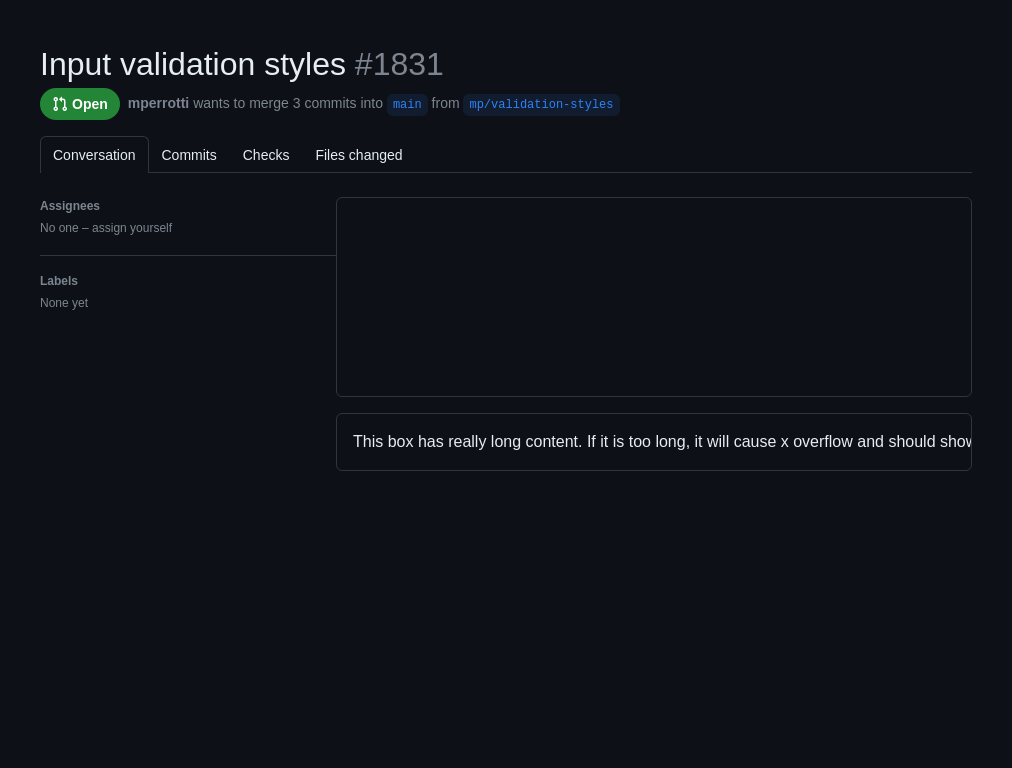 Input validation styles #1831
Open mperrotti wants to merge 3 commits into main from mp/validation-styles
Conversation Commits Checks Files changed
Assignees
No one – assign yourself
Labels
None yet
This box has really long content. If it is too long, it will cause x overflow and should show